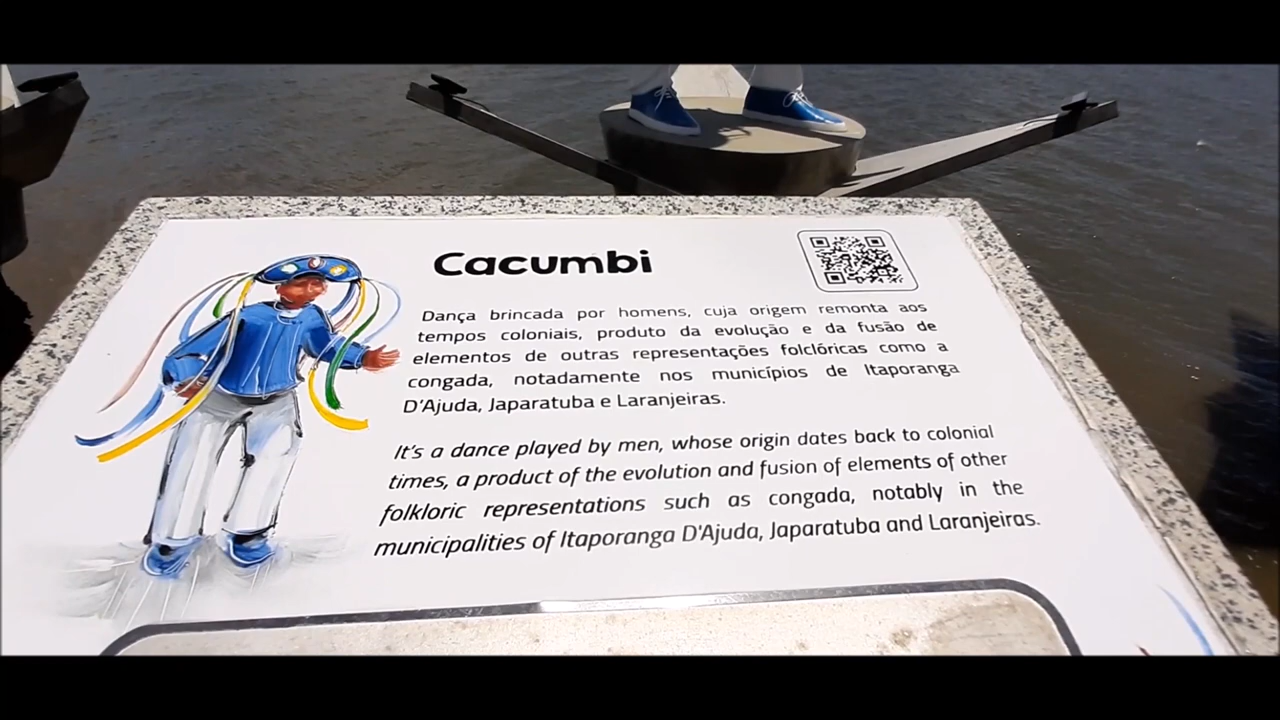 Cacumbi
Dança brincada por homens, cuja origem remonta aos
tempos coloniais, produto da evolução e da fusão de
elementos de outras representações folclóricas como a
congada, notadamente nos municípios de Itaporanga
D'Ajuda, Japaratuba e Laranjeiras.
It's a dance played by men, whose origin dates back to colonial
times, a product of the evolution and fusion of elements of other
folkloric representations such as congada, notably in the
municipalities of Itaporanga D'Ajuda, Japaratuba and Laranjeiras.